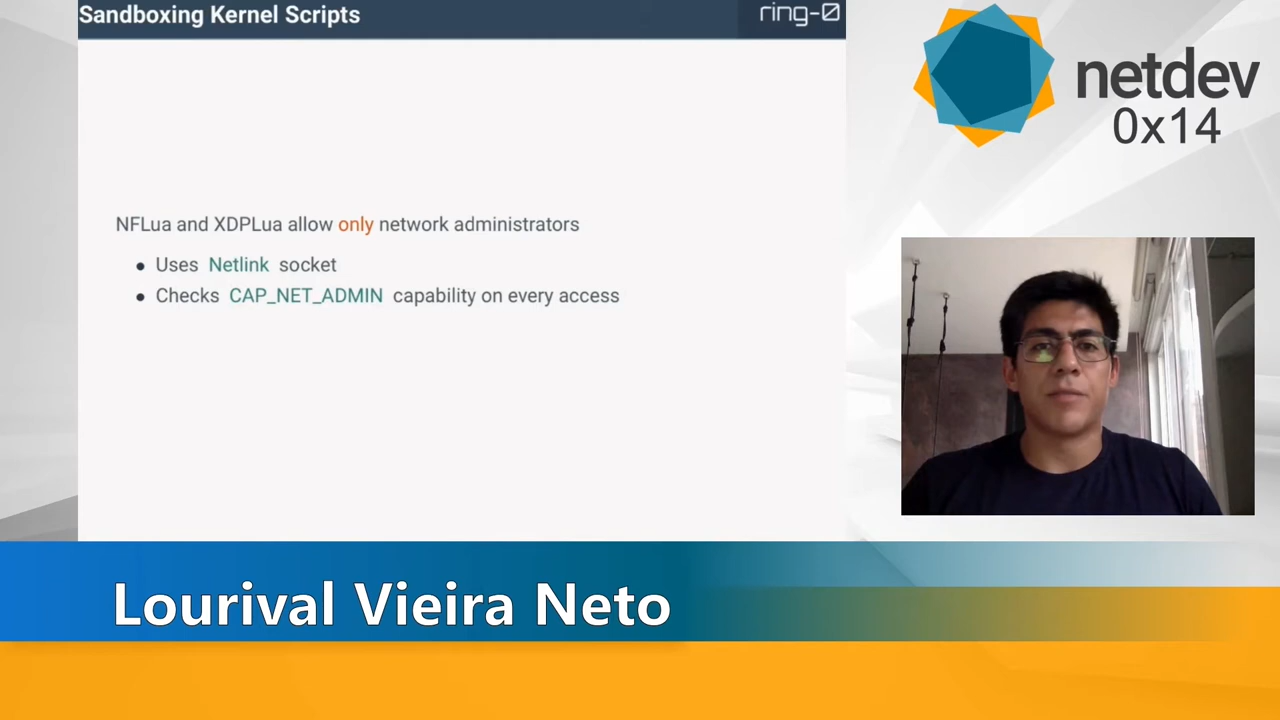 Sandboxing Kernel Scripts
ring-0
netdev
0x14
NFLua and XDPLua allow only network administrators
● Uses Netlink socket
● Checks CAP_NET_ADMIN capability on every access
Lourival Vieira Neto